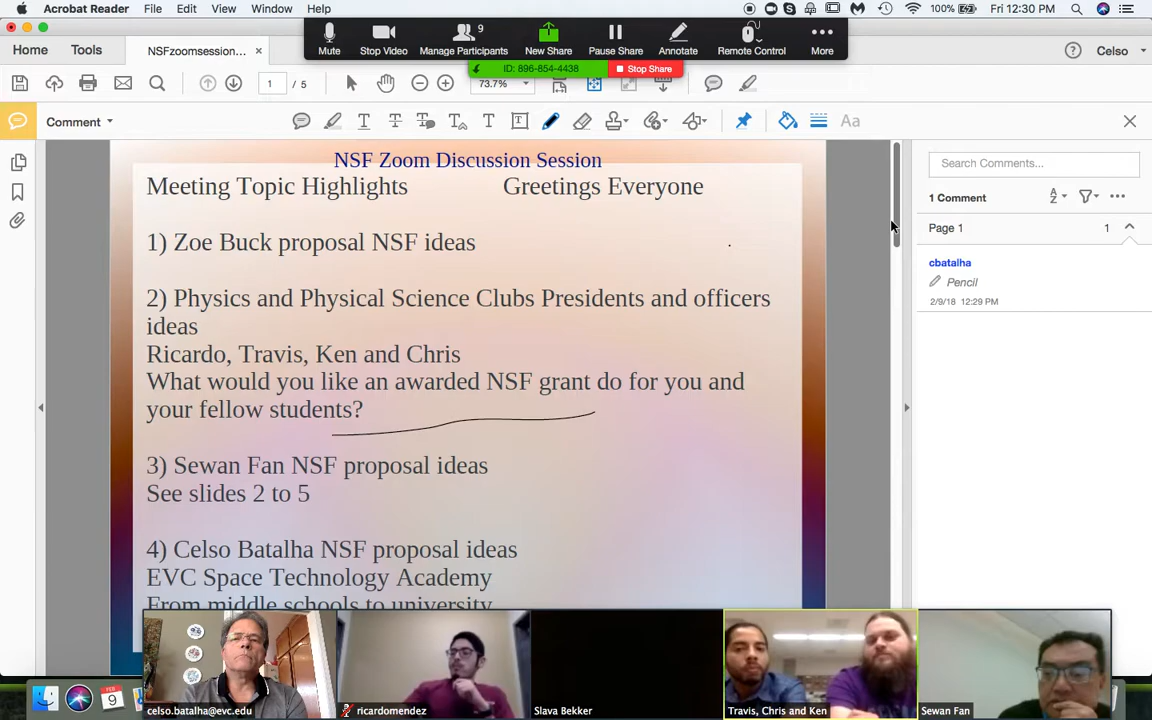 Acrobat Reader File Edit View Window Help 100% Fri 12:30 PM
Mute Stop Video Manage Participants 9 New Share Pause Share Annotate Remote Control More
ID: 896-854-4438 Stop Share
Home Tools NSFzoomsession... × Celso
1 / 5 73.7%
Comment
Aa
NSF Zoom Discussion Session
Meeting Topic Highlights Greetings Everyone
1) Zoe Buck proposal NSF ideas
2) Physics and Physical Science Clubs Presidents and officers
ideas
Ricardo, Travis, Ken and Chris
What would you like an awarded NSF grant do for you and
your fellow students?
3) Sewan Fan NSF proposal ideas
See slides 2 to 5
4) Celso Batalha NSF proposal ideas
EVC Space Technology Academy
From middle schools to university
Search Comments...
1 Comment
Page 1 1
cbatalha
Pencil
2/9/18 12:29 PM
FEB
9
celso.batalha@evc.edu
ricardomendez
Slava Bekker
Travis, Chris and Ken
Sewan Fan